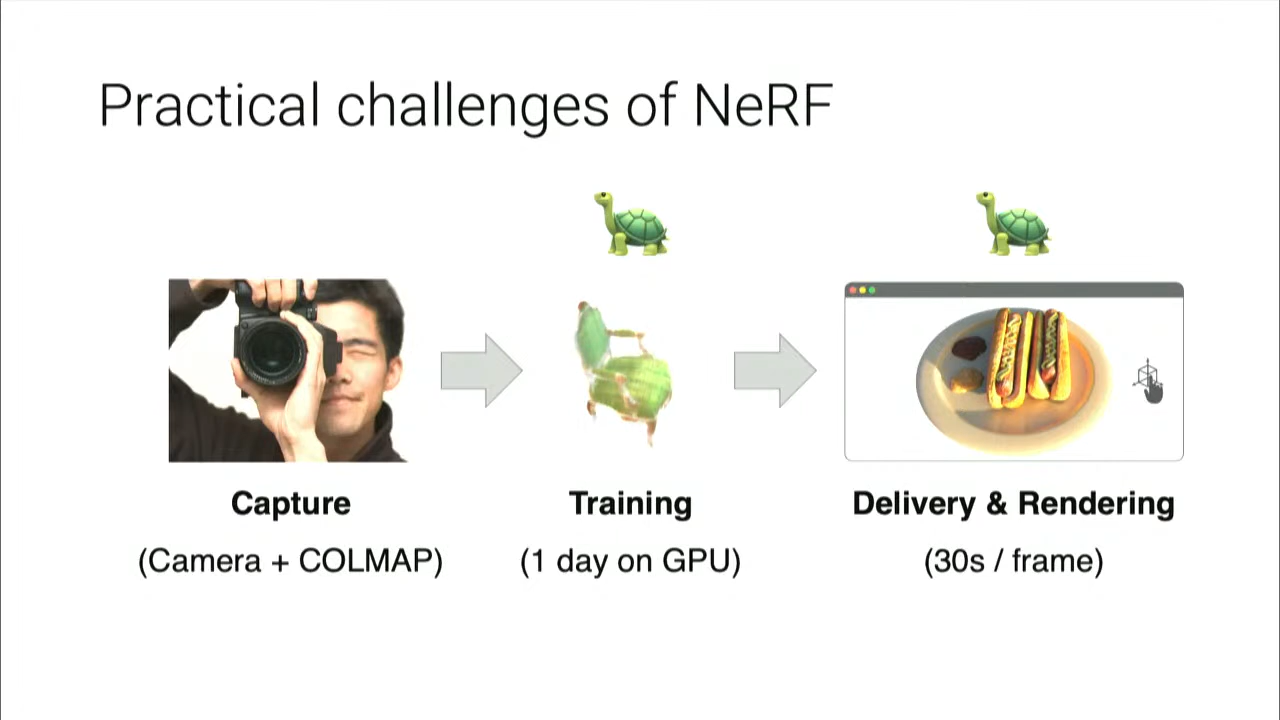 Practical challenges of NeRF
Capture
(Camera + COLMAP)
Training
(1 day on GPU)
Delivery & Rendering
(30s / frame)